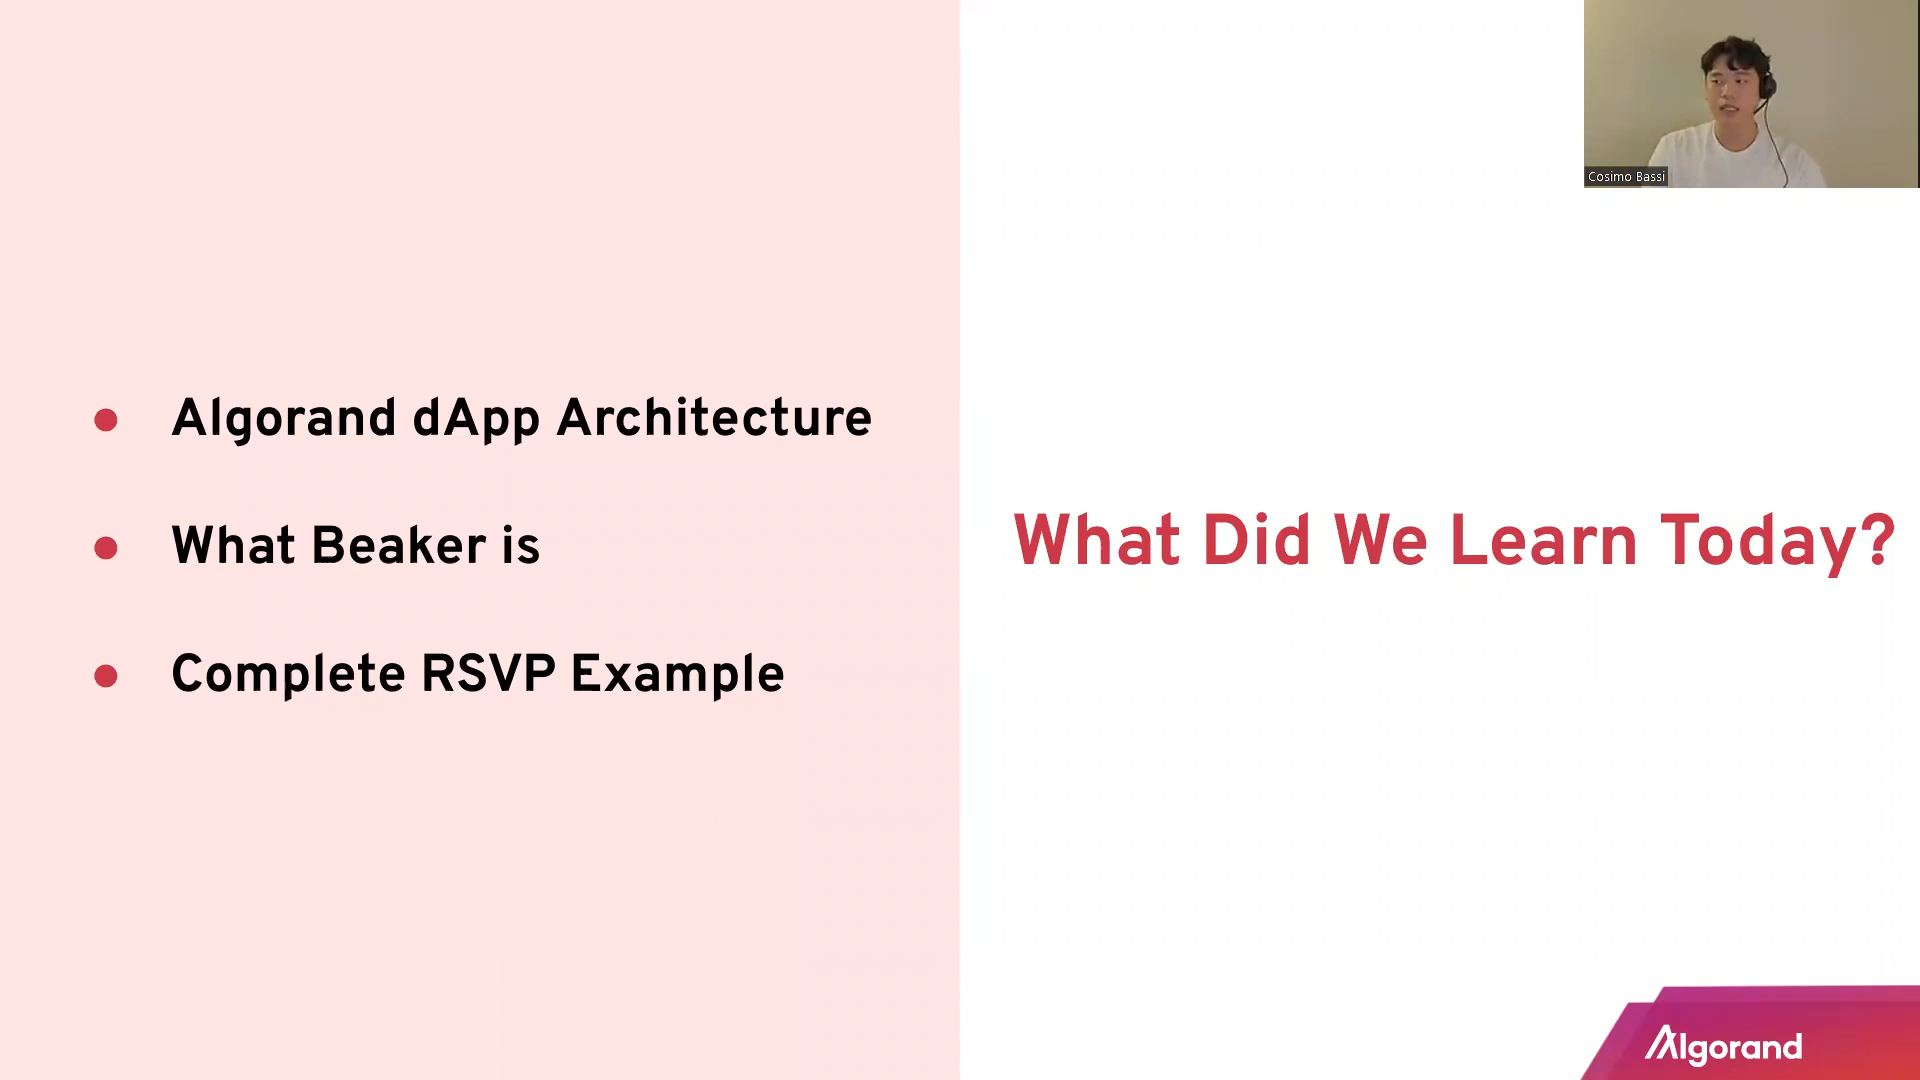 Cosimo Bassi
Algorand dApp Architecture
What Beaker is
Complete RSVP Example
What Did We Learn Today?
Algorand